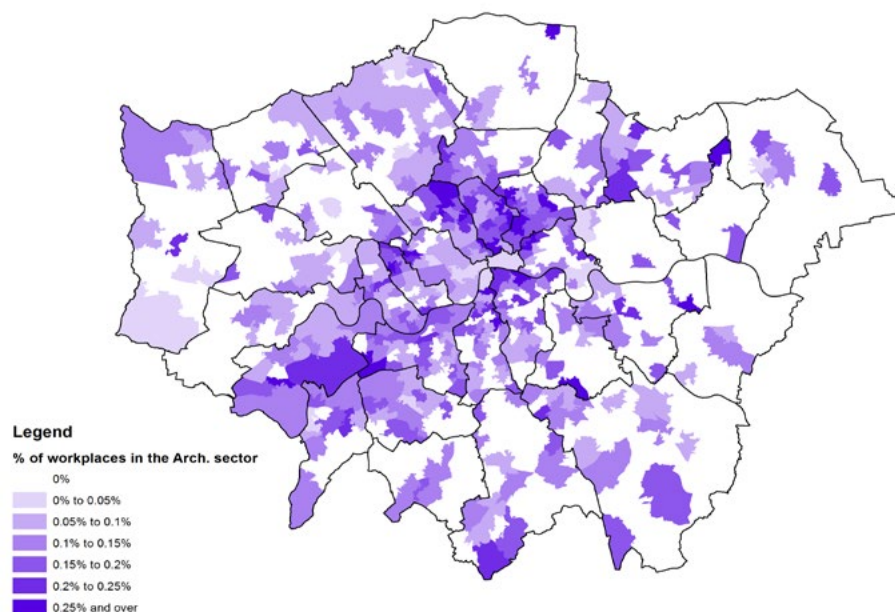 Legend
% of workplaces in the Arch. sector
0%
0% to 0.05%
0.05% to 0.1%
0.1% to 0.15%
0.15% to 0.2%
0.2% to 0.25%
0.25% and over